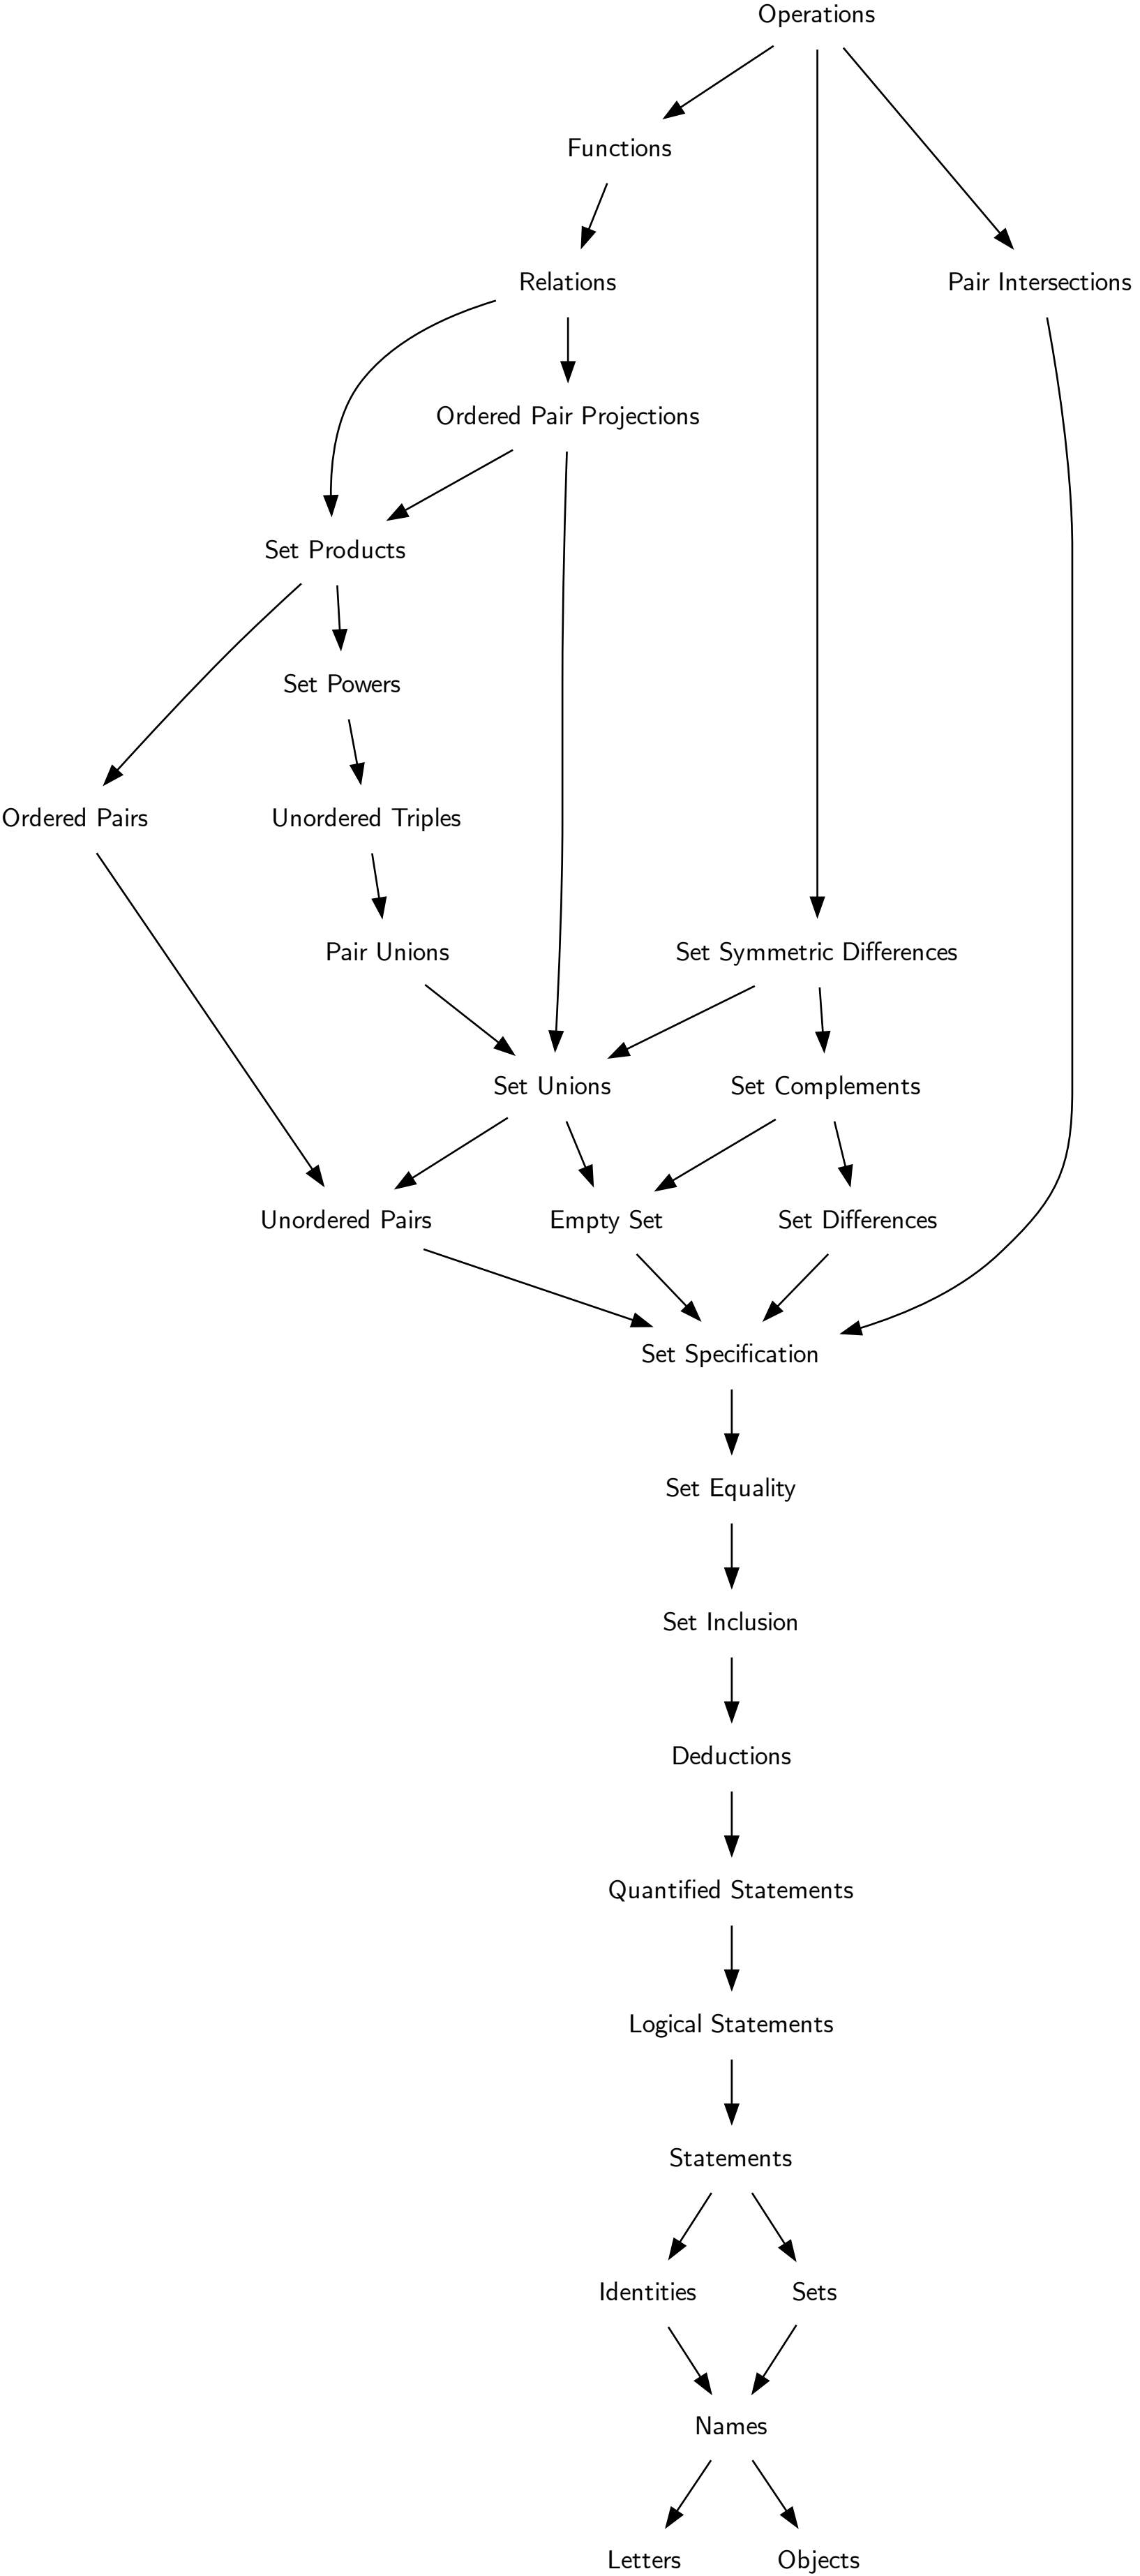 Operations
Functions
Relations
Pair Intersections
Ordered Pair Projections
Set Products
Set Powers
Ordered Pairs
Unordered Triples
Pair Unions
Set Symmetric Differences
Set Unions
Set Complements
Unordered Pairs
Empty Set
Set Differences
Set Specification
Set Equality
Set Inclusion
Deductions
Quantified Statements
Logical Statements
Statements
Identities
Sets
Names
Letters
Objects